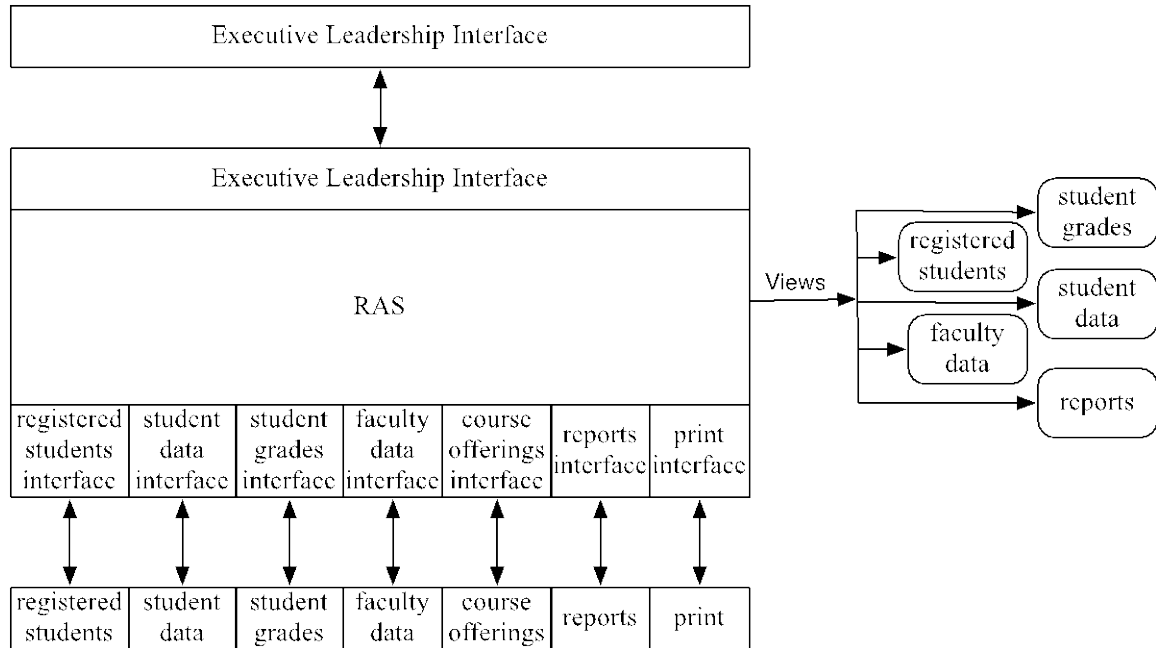 Executive Leadership Interface
Executive Leadership Interface
RAS
Views
student
grades
registered
students
student
data
faculty
data
reports
registered
students
interface
student
data
interface
student
grades
interface
faculty
data
interface
course
offerings
interface
reports
interface
print
interface
registered
students
student
data
student
grades
faculty
data
course
offerings
reports
print